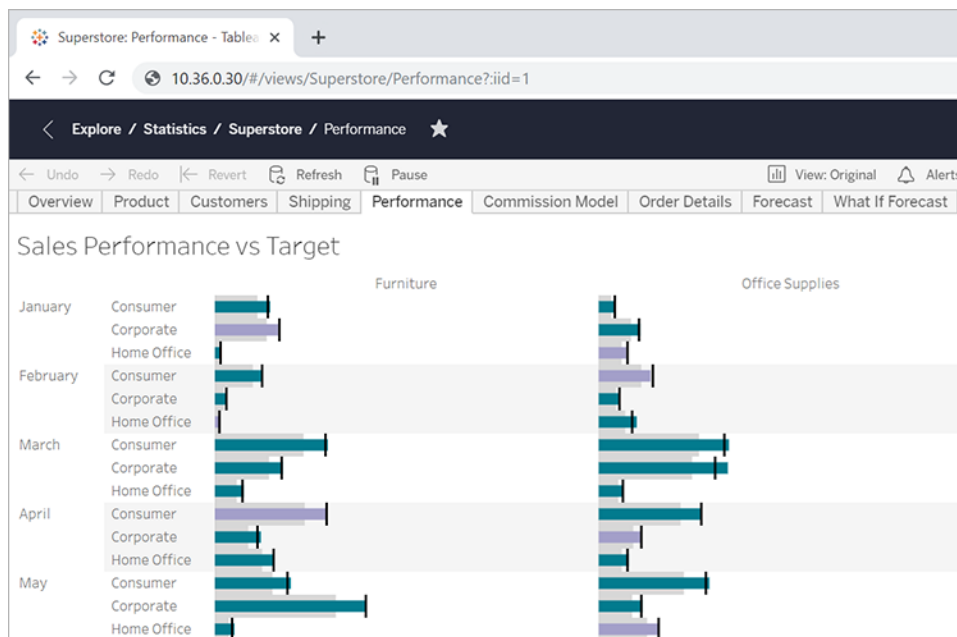 Superstore: Performance - Tablea
10.36.0.30/#/views/Superstore/Performance?:iid=1
Explore / Statistics / Superstore / Performance
Undo Redo Revert Refresh Pause View: Original Alerts
Overview Product Customers Shipping Performance Commission Model Order Details Forecast What If Forecast
Sales Performance vs Target
Furniture Office Supplies
January Consumer
Corporate
Home Office
February Consumer
Corporate
Home Office
March Consumer
Corporate
Home Office
April Consumer
Corporate
Home Office
May Consumer
Corporate
Home Office